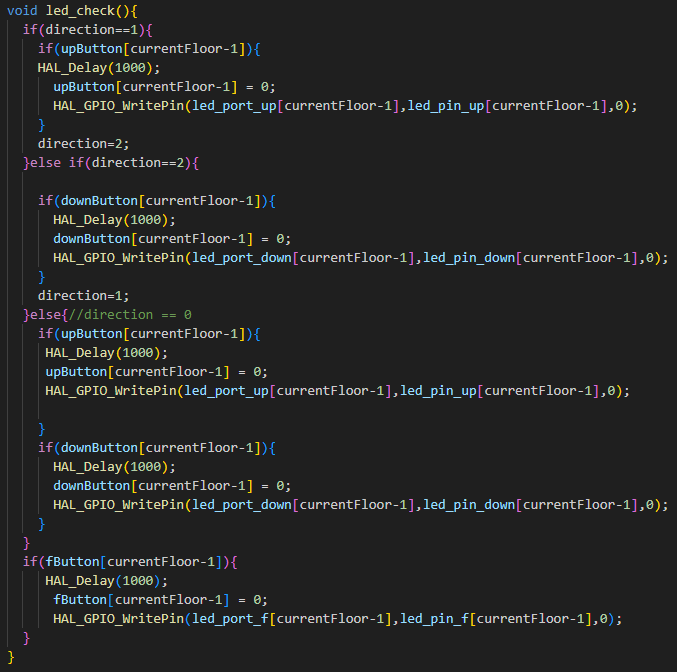 void led_check(){
  if(direction==1){
    if(upButton[currentFloor-1]){
    HAL_Delay(1000);
      upButton[currentFloor-1] = 0;
      HAL_GPIO_WritePin(led_port_up[currentFloor-1],led_pin_up[currentFloor-1],0);
    }
    direction=2;
  }else if(direction==2){

    if(downButton[currentFloor-1]){
      HAL_Delay(1000);
      downButton[currentFloor-1] = 0;
      HAL_GPIO_WritePin(led_port_down[currentFloor-1],led_pin_down[currentFloor-1],0);
    }
    direction=1;
  }else{//direction == 0
    if(upButton[currentFloor-1]){
     HAL_Delay(1000);
     upButton[currentFloor-1] = 0;
     HAL_GPIO_WritePin(led_port_up[currentFloor-1],led_pin_up[currentFloor-1],0);

    }
    if(downButton[currentFloor-1]){
      HAL_Delay(1000);
      downButton[currentFloor-1] = 0;
      HAL_GPIO_WritePin(led_port_down[currentFloor-1],led_pin_down[currentFloor-1],0);
    }
  }
  if(fButton[currentFloor-1]){
     HAL_Delay(1000);
      fButton[currentFloor-1] = 0;
      HAL_GPIO_WritePin(led_port_f[currentFloor-1],led_pin_f[currentFloor-1],0);
  }
}